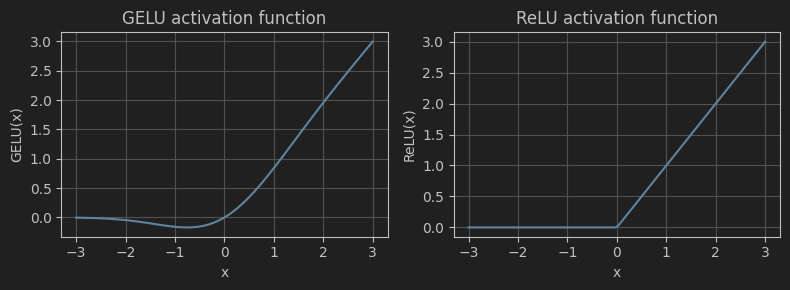 GELU activation function
3.0
2.5
2.0
1.5
1.0
0.5
0.0
GELU(x)
−3 −2 −1 0 1 2 3
x
ReLU activation function
3.0
2.5
2.0
1.5
1.0
0.5
0.0
ReLU(x)
−3 −2 −1 0 1 2 3
x